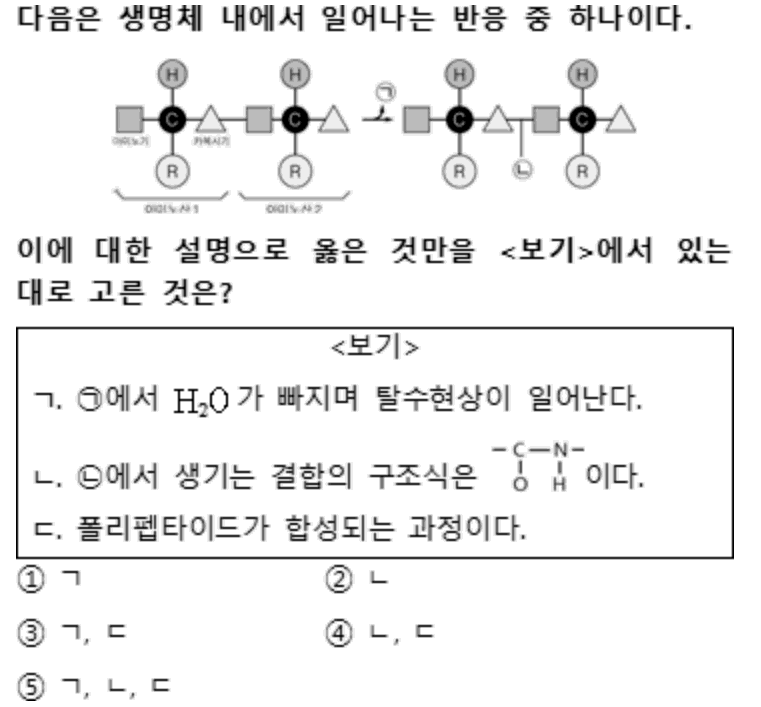 다음은 생명체 내에서 일어나는 반응 중 하나이다.
H H ㉠ H H
C C C C
아미노기 카복시기
R R R ㉡ R
아미노산1 아미노산2
이에 대한 설명으로 옳은 것만을 <보기>에서 있는
대로 고른 것은?
<보기>
ㄱ. ㉠에서 H₂O가 빠지며 탈수현상이 일어난다.
ㄴ. ㉡에서 생기는 결합의 구조식은 -C-N- 이다.
O H
ㄷ. 폴리펩타이드가 합성되는 과정이다.
① ㄱ ② ㄴ
③ ㄱ, ㄷ ④ ㄴ, ㄷ
⑤ ㄱ, ㄴ, ㄷ